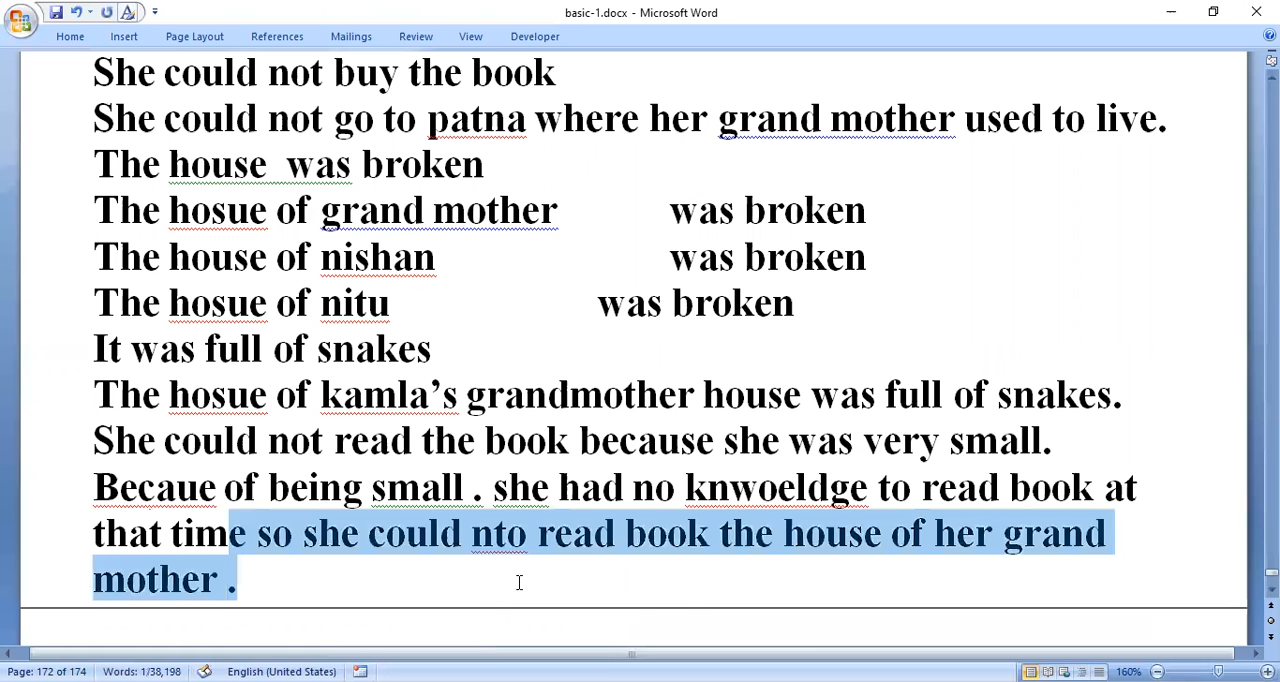 basic-1.docx - Microsoft Word
Home Insert Page Layout References Mailings Review View Developer
She could not buy the book
She could not go to patna where her grand mother used to live.
The house  was broken
The hosue of grand mother was broken
The house of nishan was broken
The hosue of nitu was broken
It was full of snakes
The hosue of kamla’s grandmother house was full of snakes.
She could not read the book because she was very small.
Becaue of being small . she had no knwoeldge to read book at
that time so she could nto read book the house of her grand
mother .
Page: 172 of 174 Words: 1/38,198 English (United States) 160%